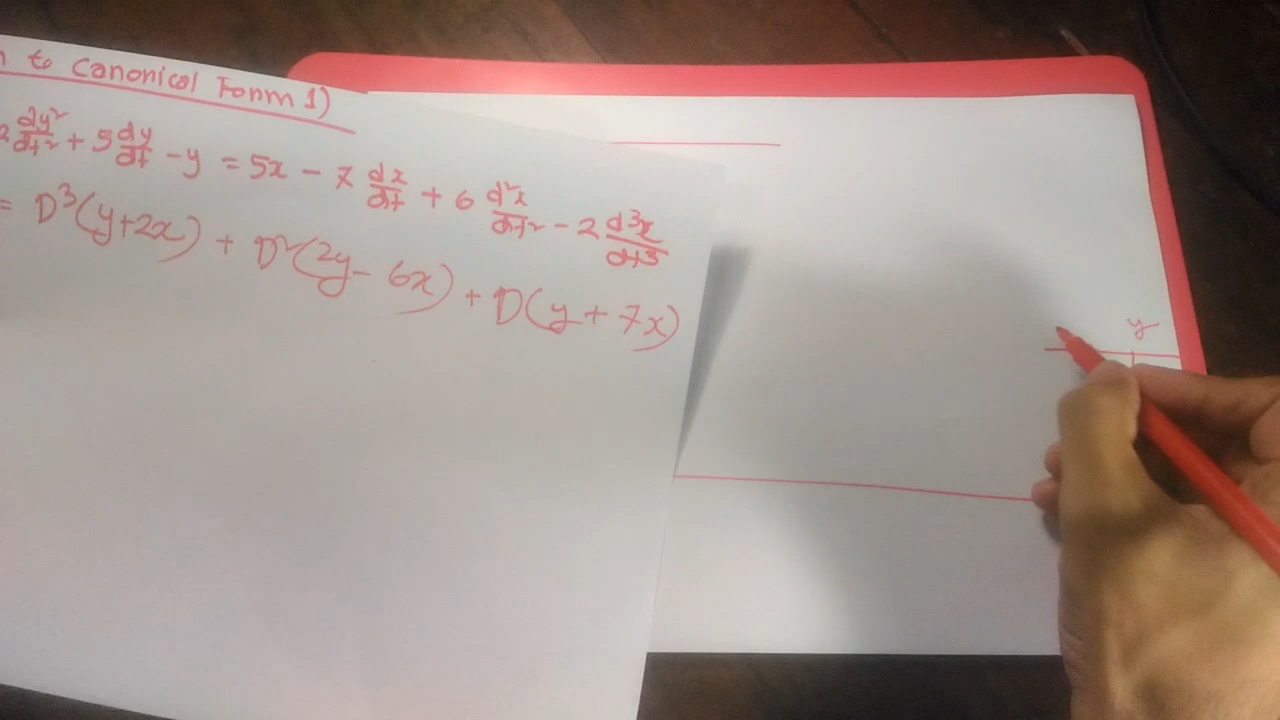 to Canonical Form 1)
2 dy²/dt² + 5 dy/dt - y = 5x - 7 dx/dt + 6 d²x/dt² - 2 d³x/dt3
= D³(y+2x) + D²(2y - 6x) + D(y + 7x)
y